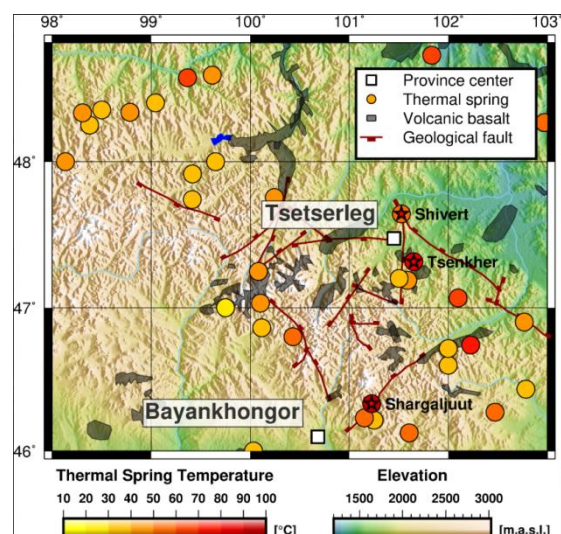 98° 99° 100° 101° 102° 103°
Province center
Thermal spring
Volcanic basalt
Geological fault
48°
Tsetserleg
Shivert
Tsenkher
47°
Shargaljuut
Bayankhongor
46°
Thermal Spring Temperature
10 20 30 40 50 60 70 80 90 100
[°C]
Elevation
1200 2000 3000
[m.a.s.l.]